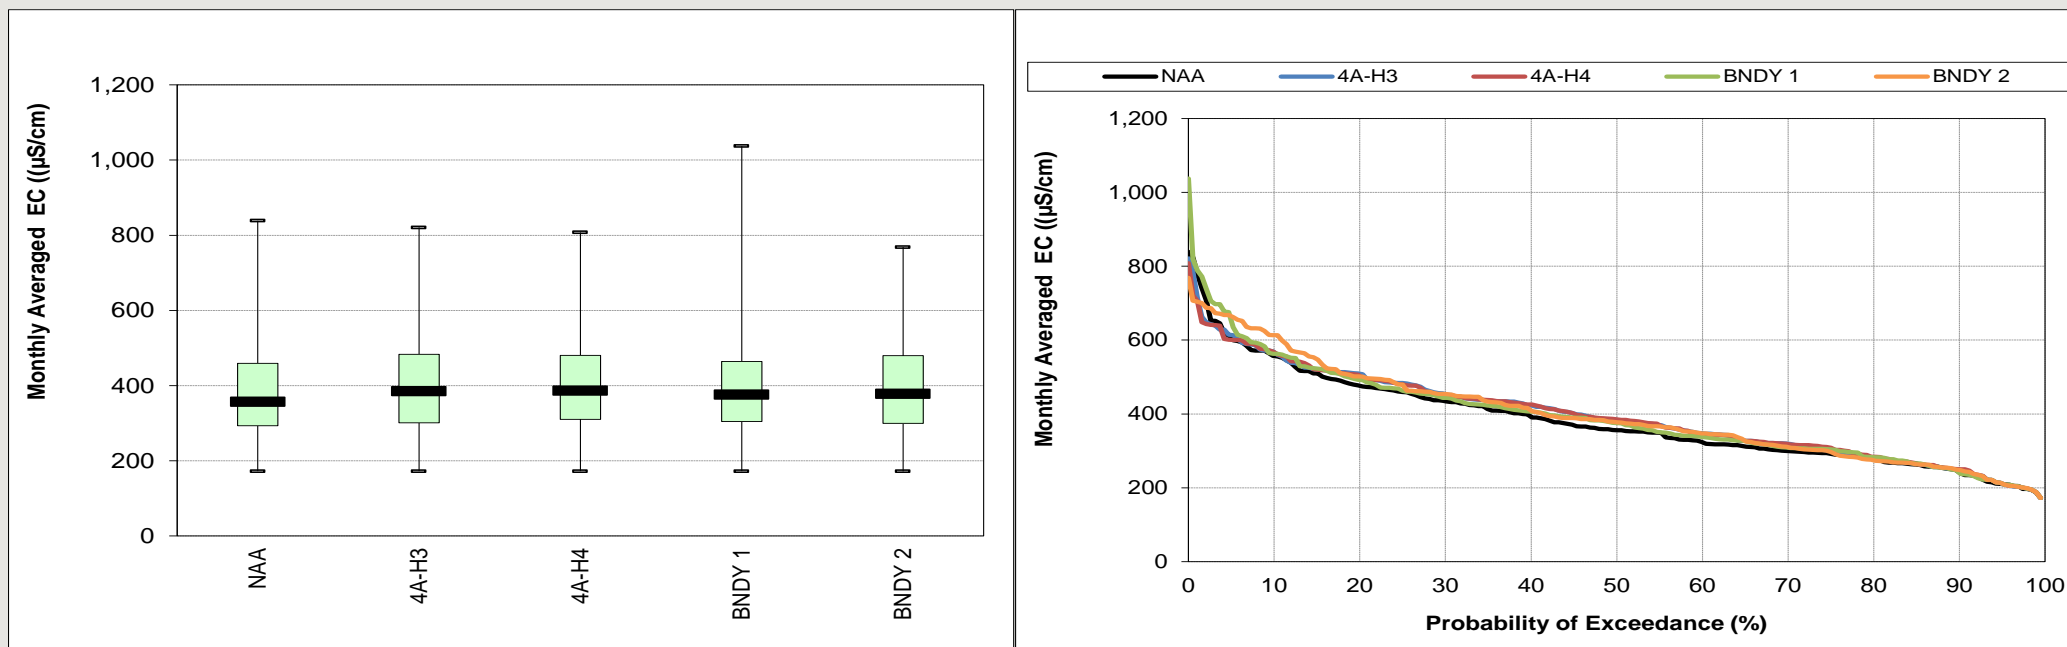 Monthly Averaged EC ((µS/cm)
1,200
1,000
800
600
400
200
0
NAA
4A-H3
4A-H4
BNDY 1
BNDY 2
NAA 4A-H3 4A-H4 BNDY 1 BNDY 2
Monthly Averaged EC ((µS/cm)
1,200
1,000
800
600
400
200
0
0 10 20 30 40 50 60 70 80 90 100
Probability of Exceedance (%)